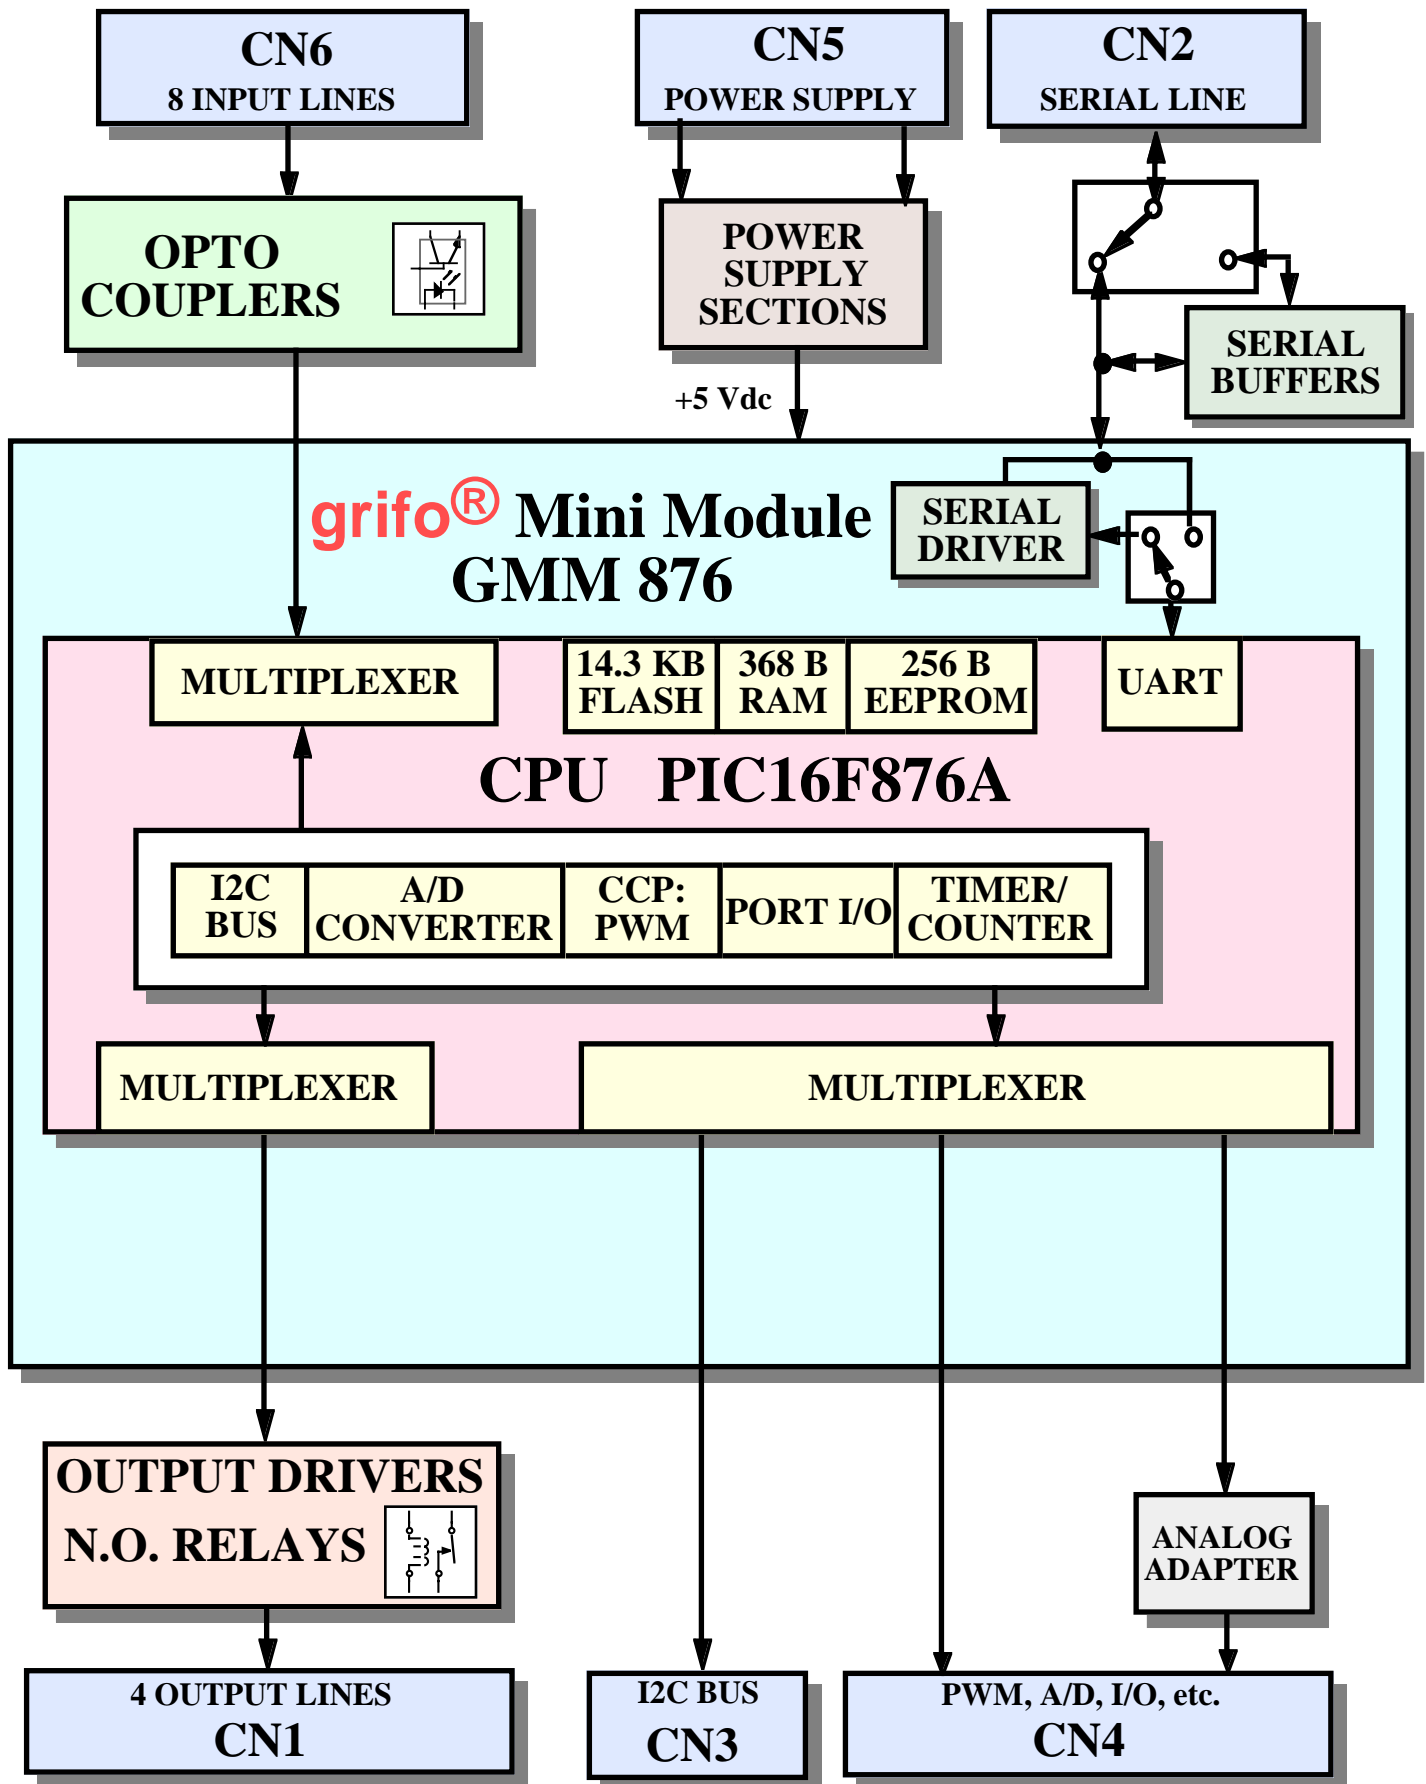 CN6
8 INPUT LINES
CN5
POWER SUPPLY
CN2
SERIAL LINE
OPTO
COUPLERS
POWER
SUPPLY
SECTIONS
SERIAL
BUFFERS
+5 Vdc
grifo® Mini Module
GMM 876
SERIAL
DRIVER
MULTIPLEXER
14.3 KB
FLASH
368 B
RAM
256 B
EEPROM
UART
CPU PIC16F876A
I2C
BUS
A/D
CONVERTER
CCP:
PWM
PORT I/O
TIMER/
COUNTER
MULTIPLEXER
MULTIPLEXER
OUTPUT DRIVERS
N.O. RELAYS
ANALOG
ADAPTER
4 OUTPUT LINES
CN1
I2C BUS
CN3
PWM, A/D, I/O, etc.
CN4